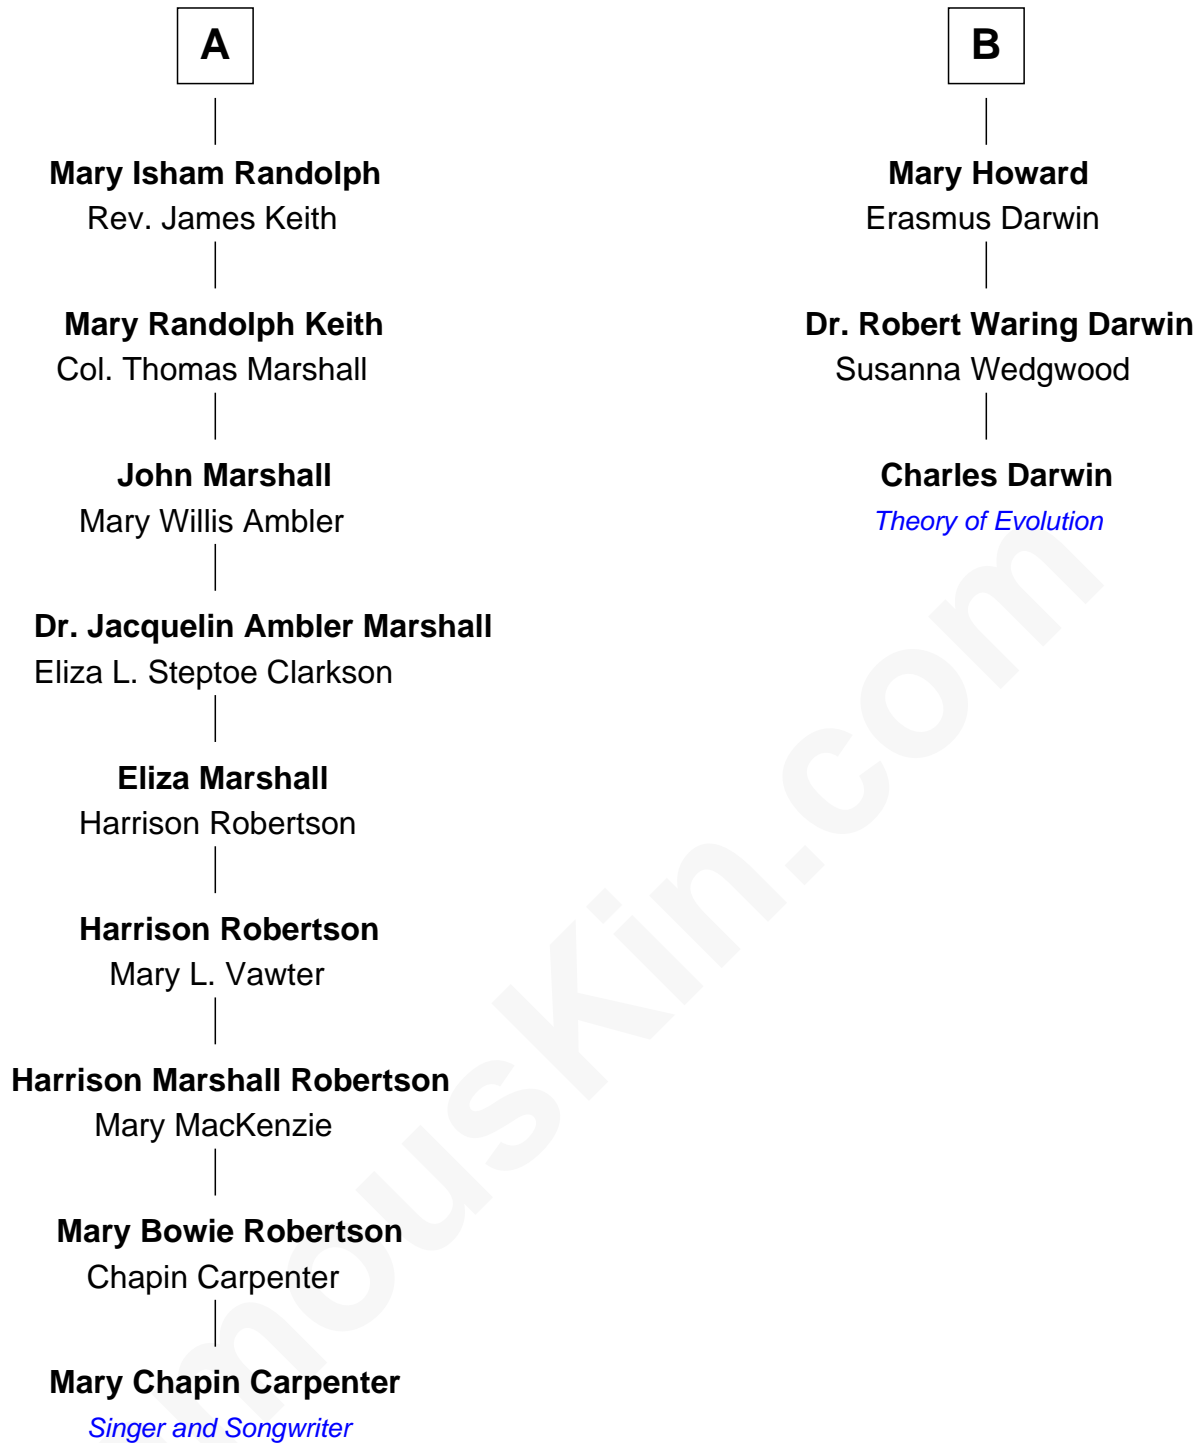 A
Mary Isham Randolph
Rev. James Keith
Mary Randolph Keith
Col. Thomas Marshall
John Marshall
Mary Willis Ambler
Dr. Jacquelin Ambler Marshall
Eliza L. Steptoe Clarkson
Eliza Marshall
Harrison Robertson
Harrison Robertson
Mary L. Vawter
Harrison Marshall Robertson
Mary MacKenzie
Mary Bowie Robertson
Chapin Carpenter
Mary Chapin Carpenter
Singer and Songwriter
B
Mary Howard
Erasmus Darwin
Dr. Robert Waring Darwin
Susanna Wedgwood
Charles Darwin
Theory of Evolution
mousKin.com